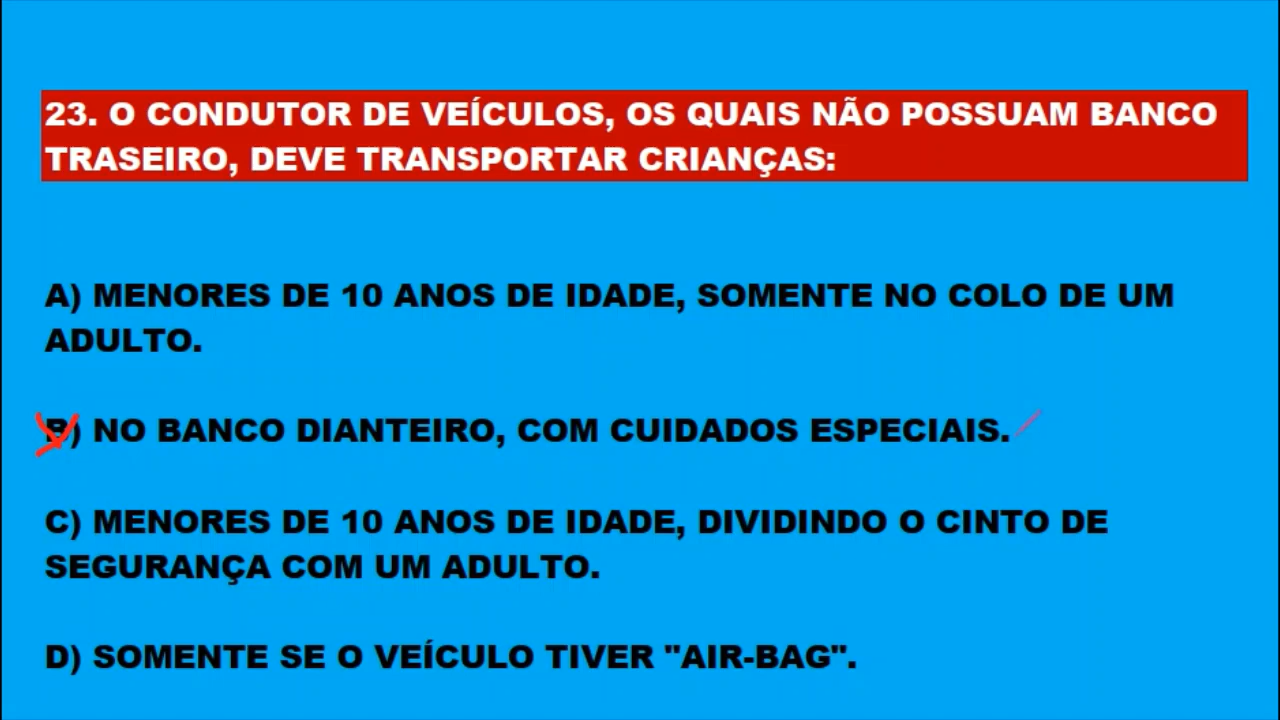 23. O CONDUTOR DE VEÍCULOS, OS QUAIS NÃO POSSUAM BANCO
TRASEIRO, DEVE TRANSPORTAR CRIANÇAS:
A) MENORES DE 10 ANOS DE IDADE, SOMENTE NO COLO DE UM
ADULTO.
B) NO BANCO DIANTEIRO, COM CUIDADOS ESPECIAIS.
C) MENORES DE 10 ANOS DE IDADE, DIVIDINDO O CINTO DE
SEGURANÇA COM UM ADULTO.
D) SOMENTE SE O VEÍCULO TIVER "AIR-BAG".